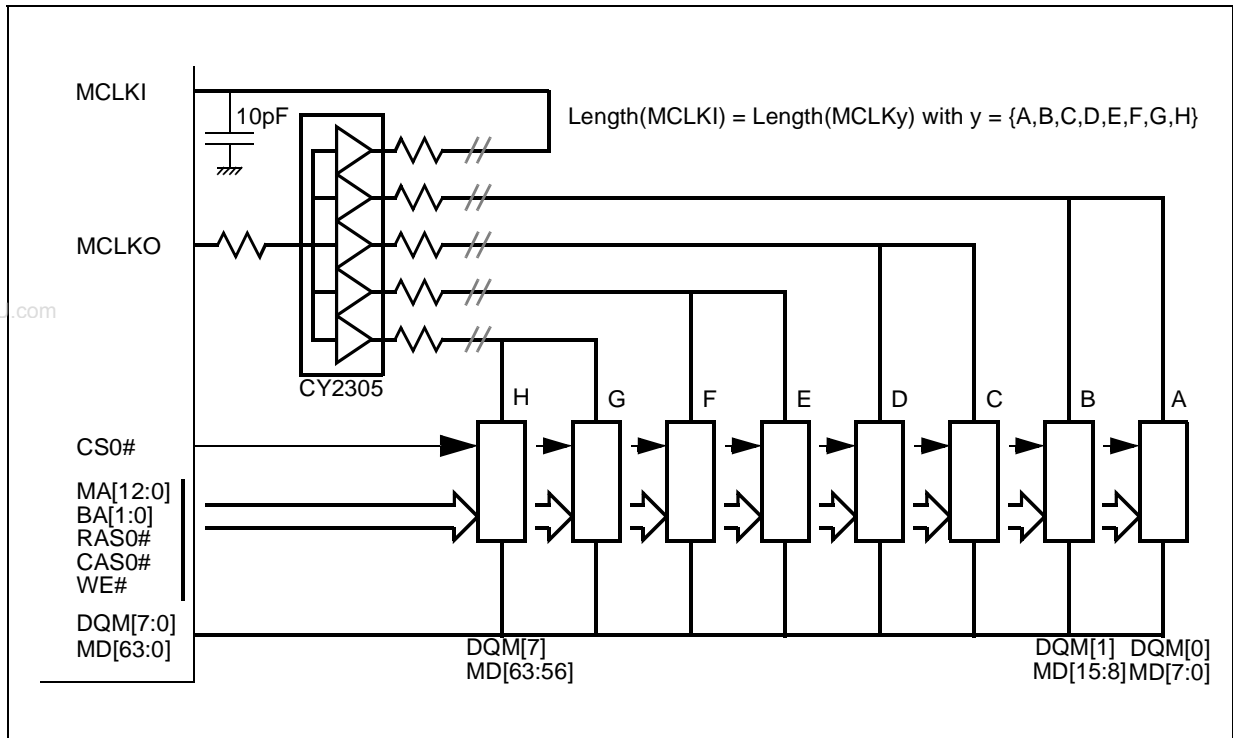 MCLKI
10pF
Length(MCLKI) = Length(MCLKy) with y = {A,B,C,D,E,F,G,H}
MCLKO
.com
CY2305
H G F E D C B A
CS0#
MA[12:0]
BA[1:0]
RAS0#
CAS0#
WE#
DQM[7:0]
MD[63:0]
DQM[7]
MD[63:56]
DQM[1]
MD[15:8]
DQM[0]
MD[7:0]